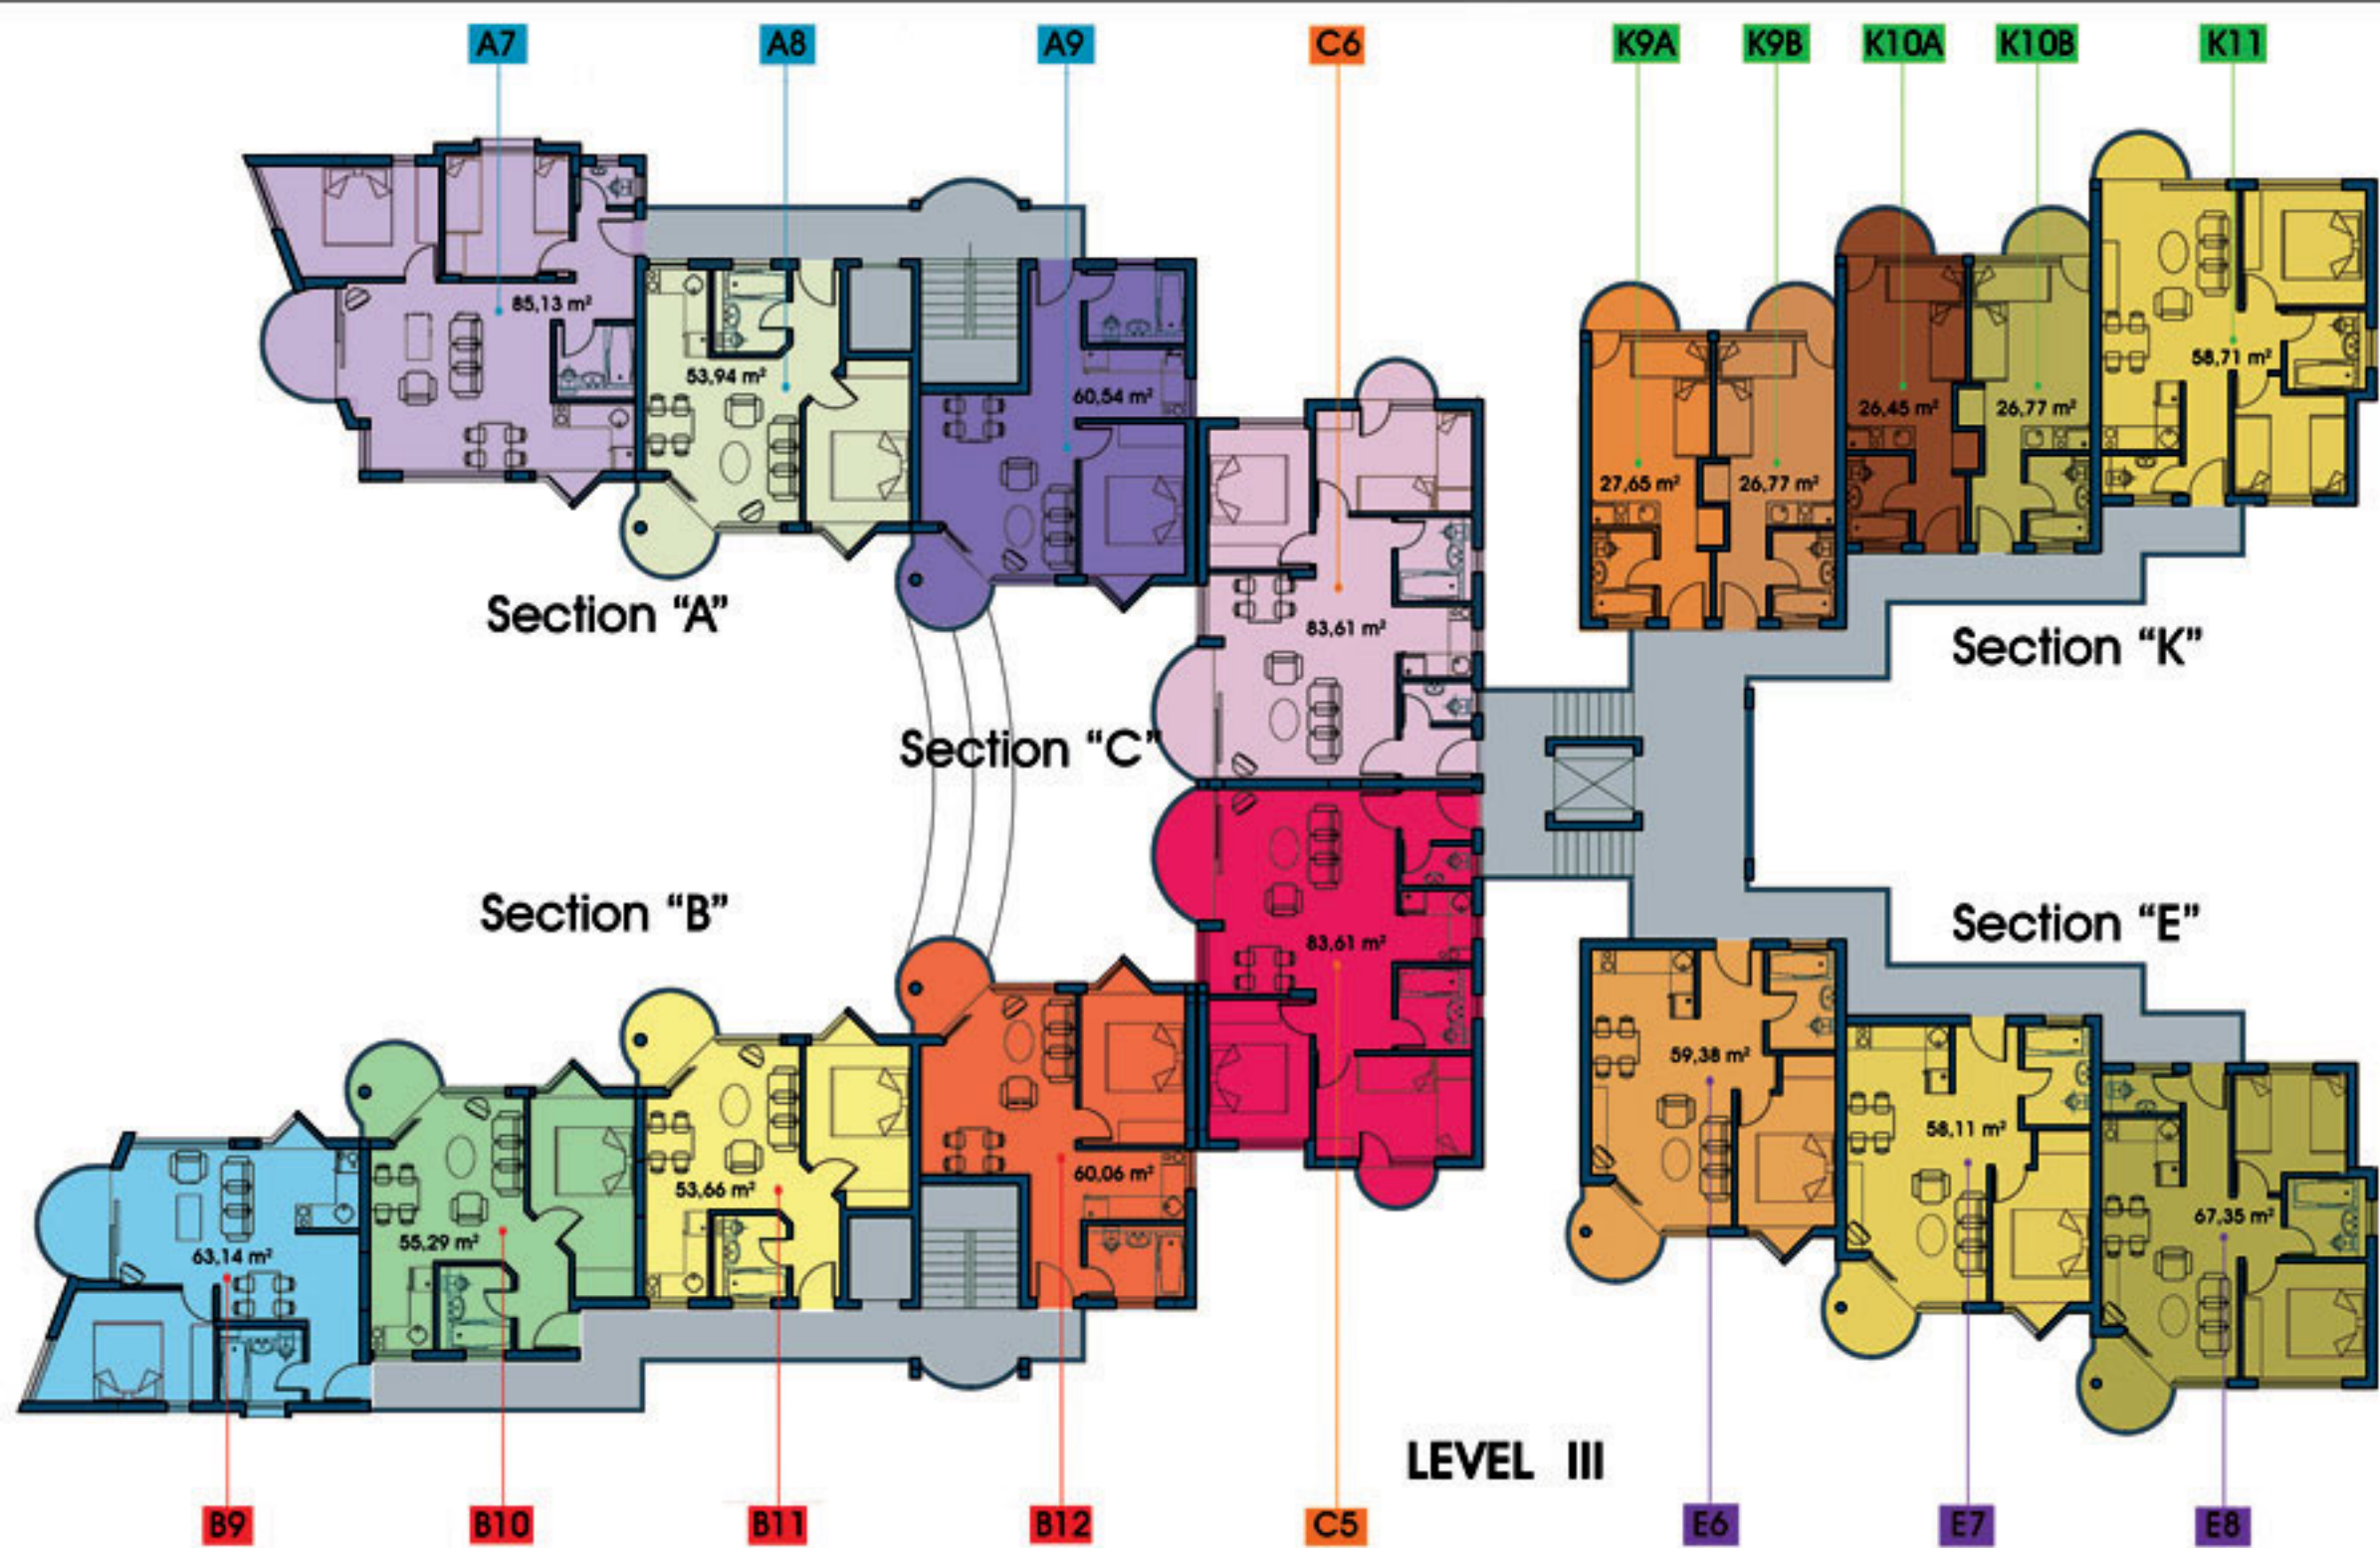 A7
A8
A9
C6
K9A
K9B
K10A
K10B
K11
85,13 m²
53,94 m²
60,54 m²
58,71 m²
26,45 m²
26,77 m²
27,65 m²
26,77 m²
Section “A”
83,61 m²
Section “K”
Section “C”
Section “B”
83,61 m²
Section “E”
59,38 m²
58,11 m²
53,66 m²
60,06 m²
67,35 m²
55,29 m²
63,14 m²
LEVEL III
B9
B10
B11
B12
C5
E6
E7
E8